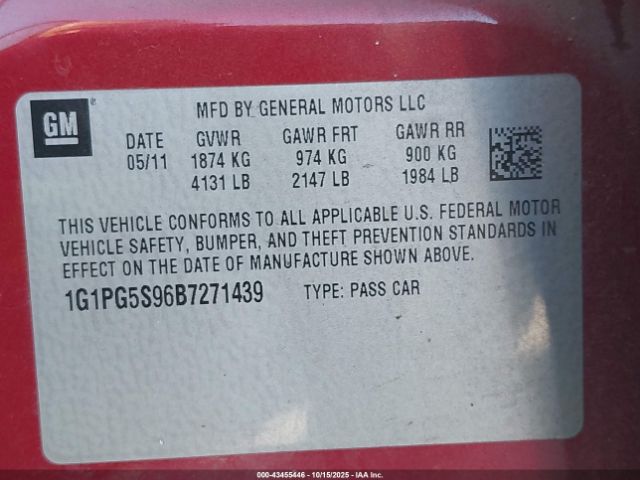 GM
MFD BY GENERAL MOTORS LLC
DATE GVWR GAWR FRT GAWR RR
05/11 1874 KG 974 KG 900 KG
4131 LB 2147 LB 1984 LB
THIS VEHICLE CONFORMS TO ALL APPLICABLE U.S. FEDERAL MOTOR
VEHICLE SAFETY, BUMPER, AND THEFT PREVENTION STANDARDS IN
EFFECT ON THE DATE OF MANUFACTURE SHOWN ABOVE.
1G1PG5S96B7271439 TYPE: PASS CAR
000-43455446 - 10/15/2025 - IAA Inc.